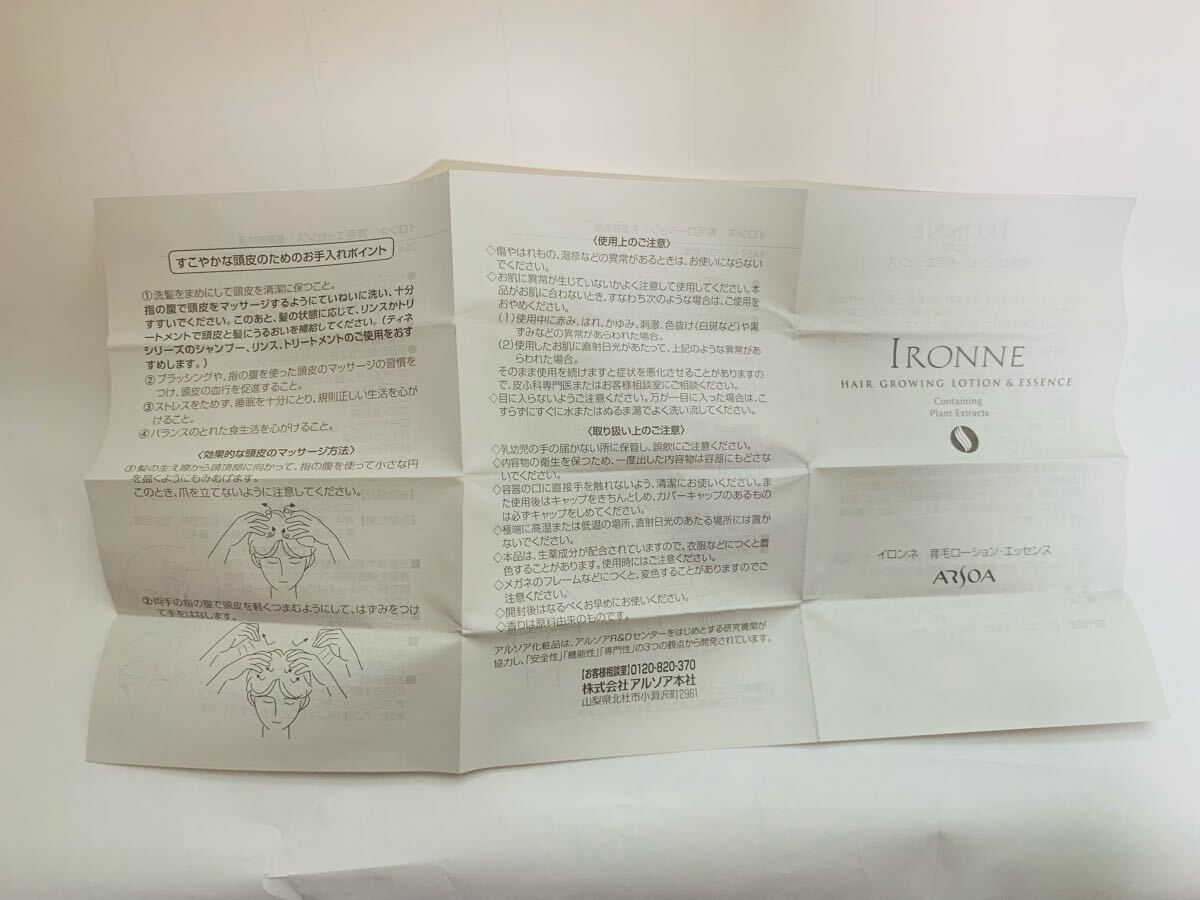 すこやかな頭皮のためのお手入れポイント
①洗髪をまめにして頭皮を清潔に保つこと。
指の腹で頭皮をマッサージするようにていねいに洗い、十分
すすいでください。このあと、髪の状態に応じて、リンスかトリ
ートメントで頭皮と髪にうるおいを補給してください。(ティネ
シリーズのシャンプー、リンス、トリートメントのご使用をおす
すめします。)
②ブラッシングや、指の腹を使った頭皮のマッサージの習慣を
つけ、頭皮の血行を促進すること。
③ストレスをためず、睡眠を十分にとり、規則正しい生活を心が
けること。
④バランスのとれた食生活を心がけること。
〈効果的な頭皮のマッサージ方法〉
①髪の生え際から頭頂部に向かって、指の腹を使って小さな円
を描くようにもみあげます。
このとき、爪を立てないように注意してください。
②両手の指の腹で頭皮を軽くつまむようにして、はずみをつけ
て手をはなします。
〈使用上のご注意〉
◇傷やはれもの、湿疹などの異常があるときは、お使いにならない
でください。
◇お肌に異常が生じていないかよく注意して使用してください。本
品がお肌に合わないとき、すなわち次のような場合は、ご使用を
おやめください。
(1)使用中に赤み、はれ、かゆみ、刺激、色抜け(白斑など)や黒
ずみなどの異常があらわれた場合。
(2)使用したお肌に直射日光があたって、上記のような異常があ
らわれた場合。
そのまま使用を続けますと症状を悪化させることがありますの
で、皮ふ科専門医またはお客様相談室にご相談ください。
◇目に入らないようご注意ください。万が一目に入った場合は、こ
すらずにすぐに水またはぬるま湯でよく洗い流してください。
〈取り扱い上のご注意〉
◇乳幼児の手の届かない所に保管し、誤飲にご注意ください。
◇内容物の衛生を保つため、一度出した内容物は容器にもどさな
いでください。
◇容器の口に直接手を触れないよう、清潔にお使いください。ま
た使用後はキャップをきちんとしめ、カバーキャップのあるもの
は必ずキャップをしめてください。
◇極端に高温または低温の場所、直射日光のあたる場所には置か
ないでください。
◇本品は、生薬成分が配合されていますので、衣服などにつくと着
色することがあります。使用時にはご注意ください。
◇メガネのフレームなどにつくと、変色することがありますのでご
注意ください。
◇開封後はなるべくお早めにお使いください。
◇香りは原料由来のものです。
アルソア化粧品は、アルソアR&Dセンターをはじめとする研究機関が
協力し、「安全性」「機能性」「専門性」の3つの観点から開発されています。
【お客様相談室】0120-820-370
株式会社アルソア本社
山梨県北杜市小淵沢町2961
IRONNE
HAIR GROWING LOTION & ESSENCE
Containing
Plant Extracts
イロンネ 育毛ローション・エッセンス
ARSOA